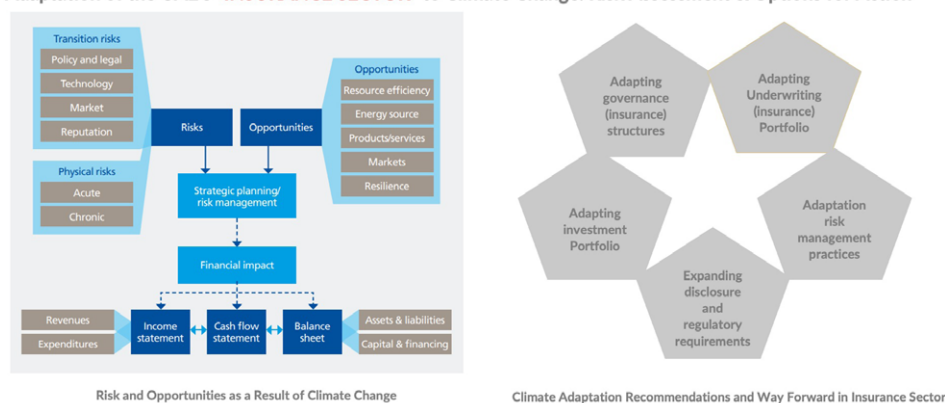 Transition risks
Policy and legal
Technology
Market
Reputation
Physical risks
Acute
Chronic
Risks
Opportunities
Opportunities
Resource efficiency
Energy source
Products/services
Markets
Resilience
Strategic planning/
risk management
Financial impact
Revenues
Expenditures
Income
statement
Cash flow
statement
Balance
sheet
Assets & liabilities
Capital & financing
Risk and Opportunities as a Result of Climate Change
Adapting
governance
(insurance)
structures
Adapting
Underwriting
(insurance)
Portfolio
Adapting
investment
Portfolio
Adaptation
risk
management
practices
Expanding
disclosure
and
regulatory
requirements
Climate Adaptation Recommendations and Way Forward in Insurance Sector